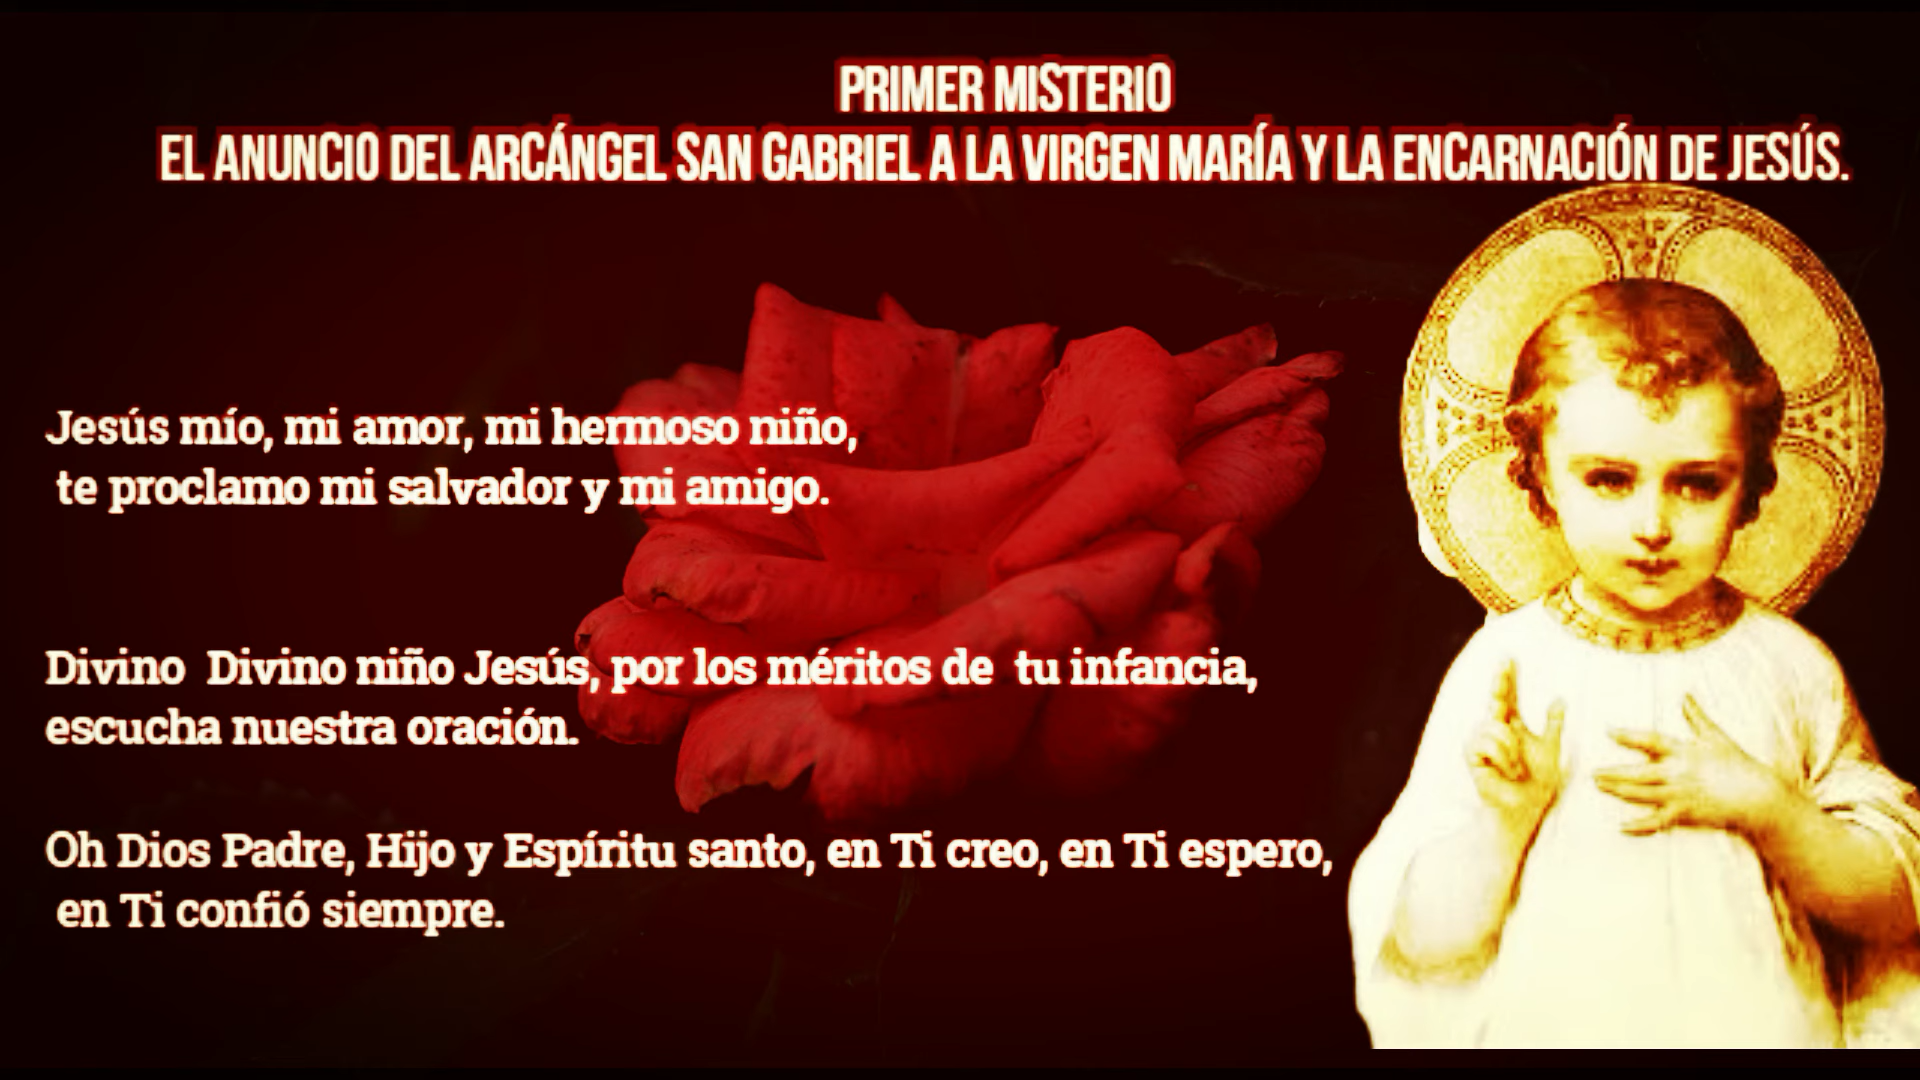 PRIMER MISTERIO
EL ANUNCIO DEL ARCÁNGEL SAN GABRIEL A LA VIRGEN MARÍA Y LA ENCARNACIÓN DE JESÚS.
Jesús mío, mi amor, mi hermoso niño,
te proclamo mi salvador y mi amigo.
Divino Divino niño Jesús, por los méritos de tu infancia,
escucha nuestra oración.
Oh Dios Padre, Hijo y Espíritu santo, en Ti creo, en Ti espero,
en Ti confió siempre.